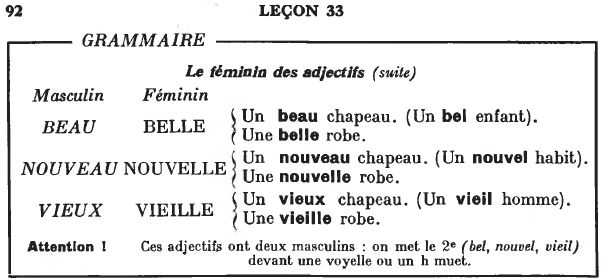 92 LEÇON 33
GRAMMAIRE
Le féminin des adjectifs (suite)
Masculin Féminin
BEAU BELLE { Un beau chapeau. (Un bel enfant).
Une belle robe.
NOUVEAU NOUVELLE { Un nouveau chapeau. (Un nouvel habit).
Une nouvelle robe.
VIEUX VIEILLE { Un vieux chapeau. (Un vieil homme).
Une vieille robe.
Attention ! Ces adjectifs ont deux masculins : on met le 2e (bel, nouvel, vieil)
devant une voyelle ou un h muet.